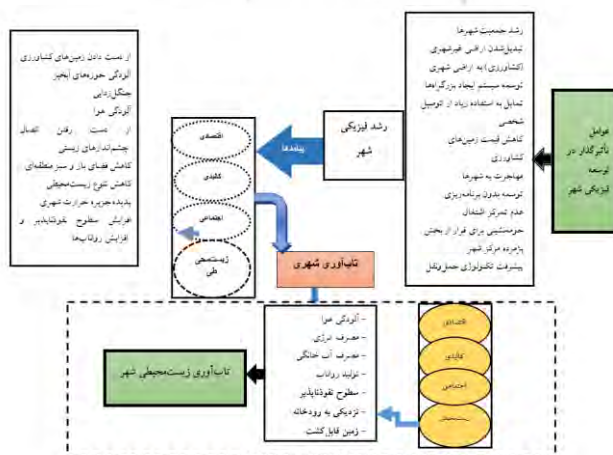 عوامل
تأثیرگذار در
توسعه
فیزیکی شهر
رشد جمعیت شهرها
تبدیل‌شدن اراضی غیرشهری
(کشاورزی) به اراضی شهری
توسعه سیستم ایجاد بزرگراه‌ها
تمایل به استفاده زیاد از اتومبیل
شخصی
کاهش قیمت زمین‌های
کشاورزی
مهاجرت به شهرها
توسعه بدون برنامه‌ریزی
عدم تمرکز اشتغال
حومه‌نشینی برای فرار از بخش
پژمرده مرکز شهر
پیشرفت تکنولوژی حمل‌ونقل
رشد فیزیکی
شهر
پیامدها
اقتصادی
کالبدی
اجتماعی
زیست‌محی
طی
از دست دادن زمین‌های کشاورزی
آلودگی حوزه‌های آبخیز
جنگل‌زدایی
آلودگی هوا
از دست رفتن اتصال
چشم‌اندازهای زیستی
کاهش فضای باز و سبز منطقه‌ای
کاهش تنوع زیست‌محیطی
پدیده جزیره حرارت شهری
افزایش سطوح نفوذناپذیر و
افزایش رواناب‌ها
تاب‌آوری شهری
اقتصادی
کالبدی
اجتماعی
زیست‌محیطی
- آلودگی هوا
- مصرف انرژی
- مصرف آب خانگی
- تولید رواناب
- سطوح نفوذناپذیر
- نزدیکی به رودخانه
- زمین قابل‌کشت
تاب‌آوری زیست‌محیطی شهر